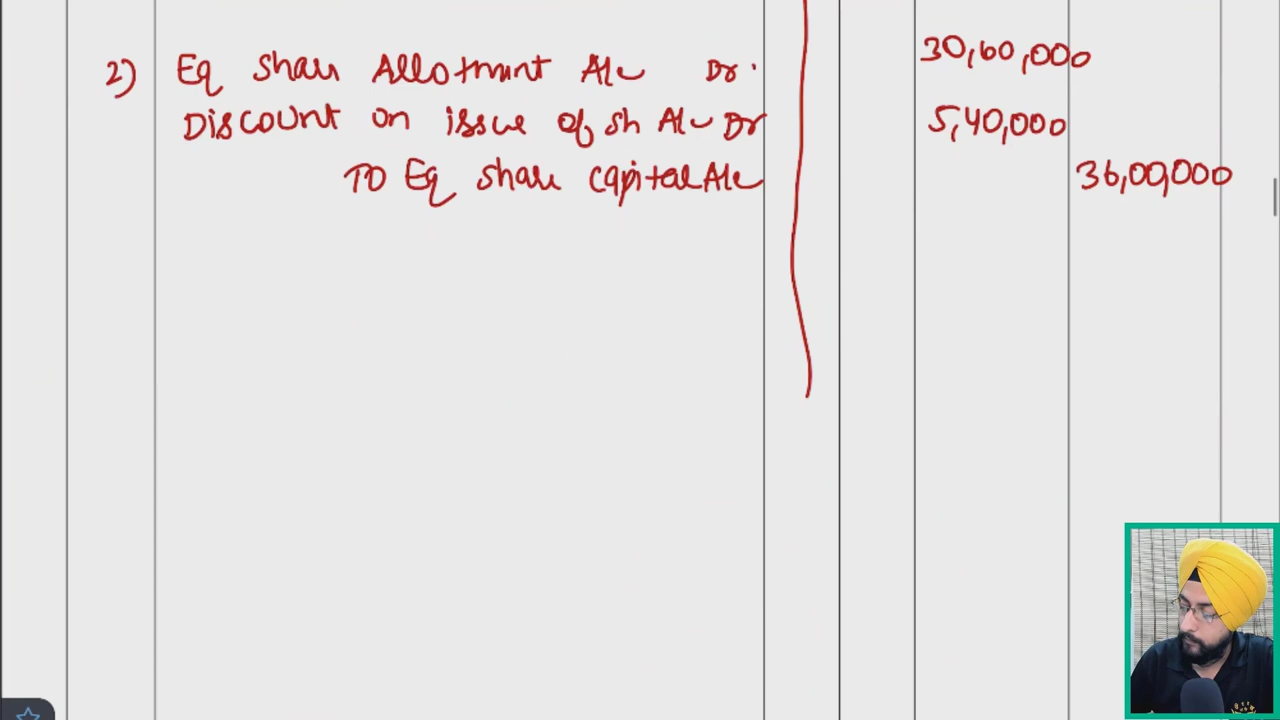 2) Eq Share Allotment A/c Dr. 30,60,000
Discount on issue of sh A/c Dr 5,40,000
To Eq share capital A/c 36,00,000